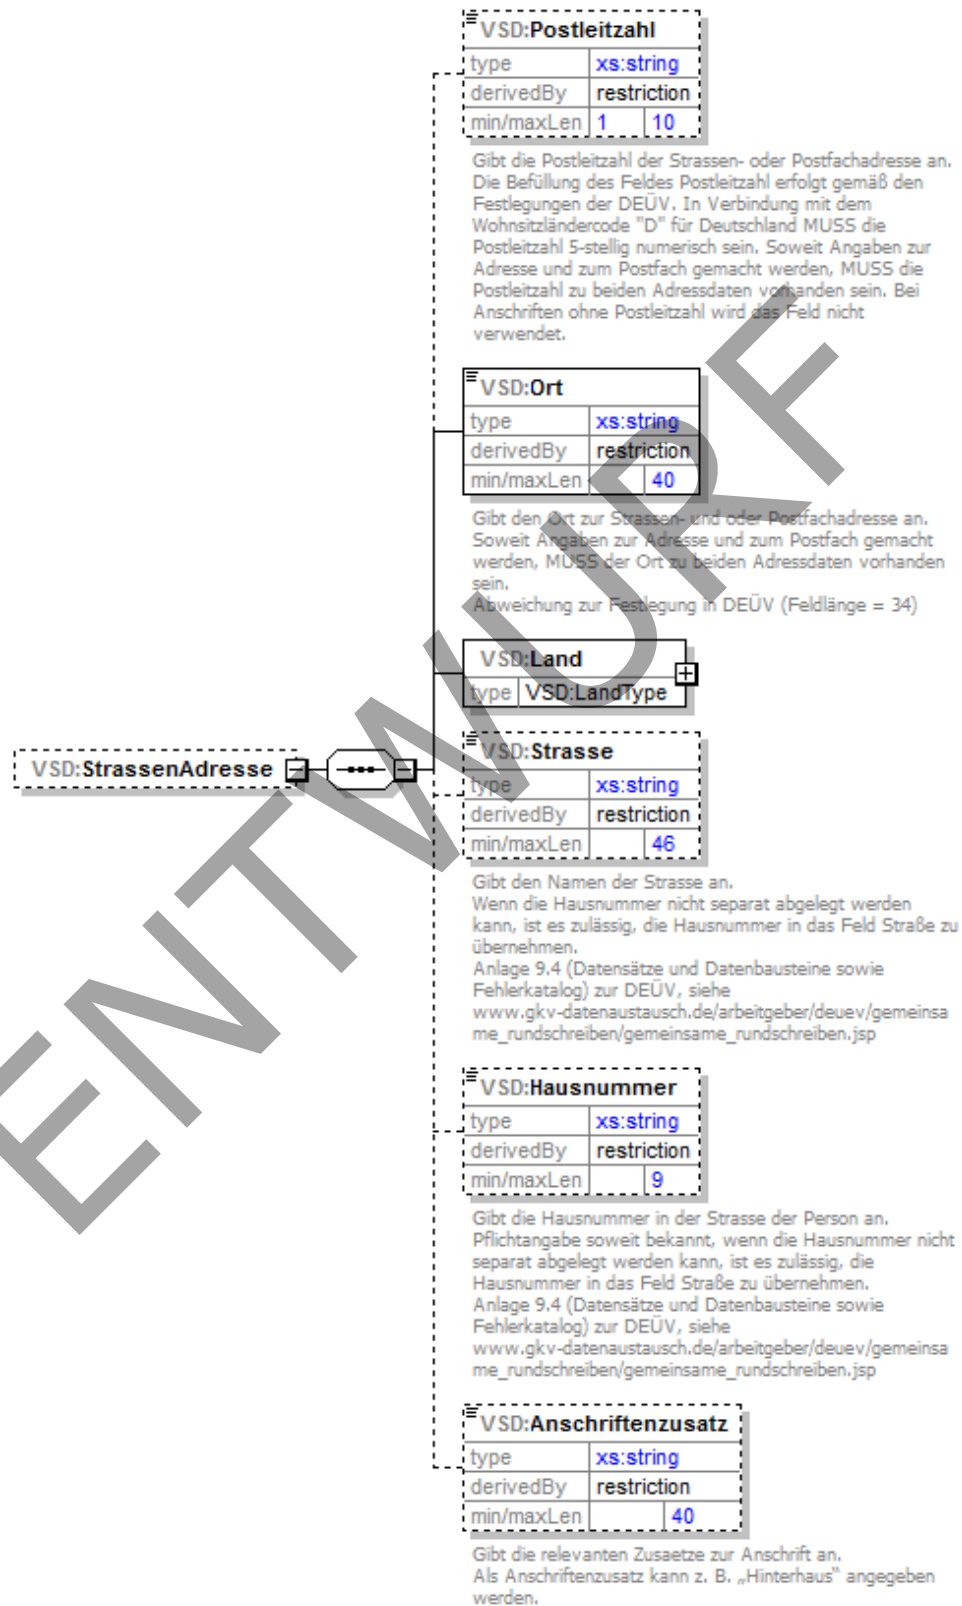 VSD:Postleitzahl
type xs:string
derivedBy restriction
min/maxLen 1 10
Gibt die Postleitzahl der Strassen- oder Postfachadresse an.
Die Befüllung des Feldes Postleitzahl erfolgt gemäß den
Festlegungen der DEÜV. In Verbindung mit dem
Wohnsitzländercode "D" für Deutschland MUSS die
Postleitzahl 5-stellig numerisch sein. Soweit Angaben zur
Adresse und zum Postfach gemacht werden, MUSS die
Postleitzahl zu beiden Adressdaten vorhanden sein. Bei
Anschriften ohne Postleitzahl wird das Feld nicht
verwendet.
VSD:Ort
type xs:string
derivedBy restriction
min/maxLen 40
Gibt den Ort zur Strassen- und oder Postfachadresse an.
Soweit Angaben zur Adresse und zum Postfach gemacht
werden, MUSS der Ort zu beiden Adressdaten vorhanden
sein.
Abweichung zur Festlegung in DEÜV (Feldlänge = 34)
VSD:Land
type VSD:LandType
VSD:StrassenAdresse
VSD:Strasse
type xs:string
derivedBy restriction
min/maxLen 46
Gibt den Namen der Strasse an.
Wenn die Hausnummer nicht separat abgelegt werden
kann, ist es zulässig, die Hausnummer in das Feld Straße zu
übernehmen.
Anlage 9.4 (Datensätze und Datenbausteine sowie
Fehlerkatalog) zur DEÜV, siehe
www.gkv-datenaustausch.de/arbeitgeber/deuev/gemeinsa
me_rundschreiben/gemeinsame_rundschreiben.jsp
VSD:Hausnummer
type xs:string
derivedBy restriction
min/maxLen 9
Gibt die Hausnummer in der Strasse der Person an.
Pflichtangabe soweit bekannt, wenn die Hausnummer nicht
separat abgelegt werden kann, ist es zulässig, die
Hausnummer in das Feld Straße zu übernehmen.
Anlage 9.4 (Datensätze und Datenbausteine sowie
Fehlerkatalog) zur DEÜV, siehe
www.gkv-datenaustausch.de/arbeitgeber/deuev/gemeinsa
me_rundschreiben/gemeinsame_rundschreiben.jsp
VSD:Anschriftenzusatz
type xs:string
derivedBy restriction
min/maxLen 40
Gibt die relevanten Zusaetze zur Anschrift an.
Als Anschriftenzusatz kann z. B. „Hinterhaus“ angegeben
werden.
ENTWURF